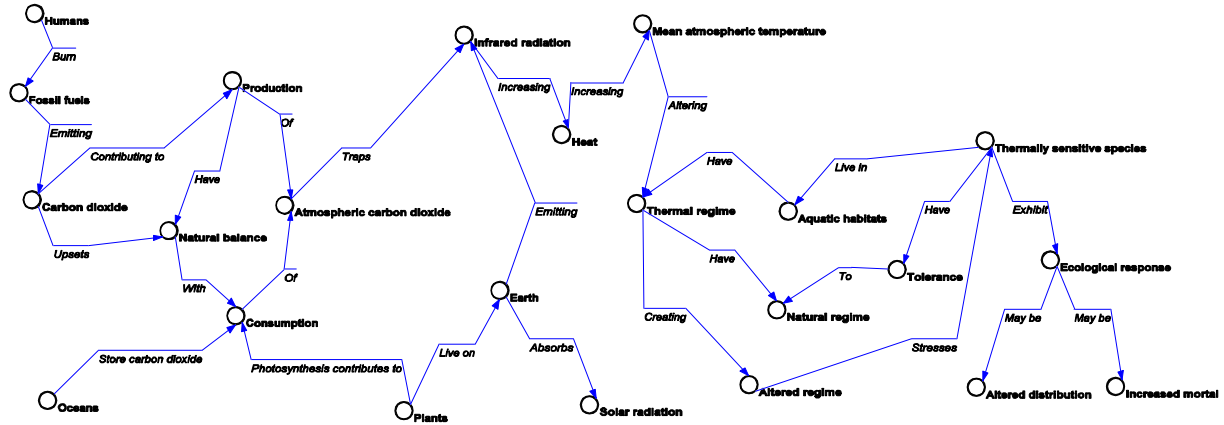 Humans
Mean atmospheric temperature
Infrared radiation
Burn
Production
Increasing
Increasing
Fossil fuels
Altering
Of
Emitting
Heat
Thermally sensitive species
Contributing to
Traps
Have
Live in
Have
Carbon dioxide
Atmospheric carbon dioxide
Emitting
Thermal regime
Aquatic habitats
Have
Exhibit
Natural balance
Upsets
Have
Ecological response
With
Of
To
Tolerance
Earth
Natural regime
Consumption
Creating
May be
May be
Store carbon dioxide
Photosynthesis contributes to
Live on
Absorbs
Stresses
Oceans
Plants
Solar radiation
Altered regime
Altered distribution
Increased mortal